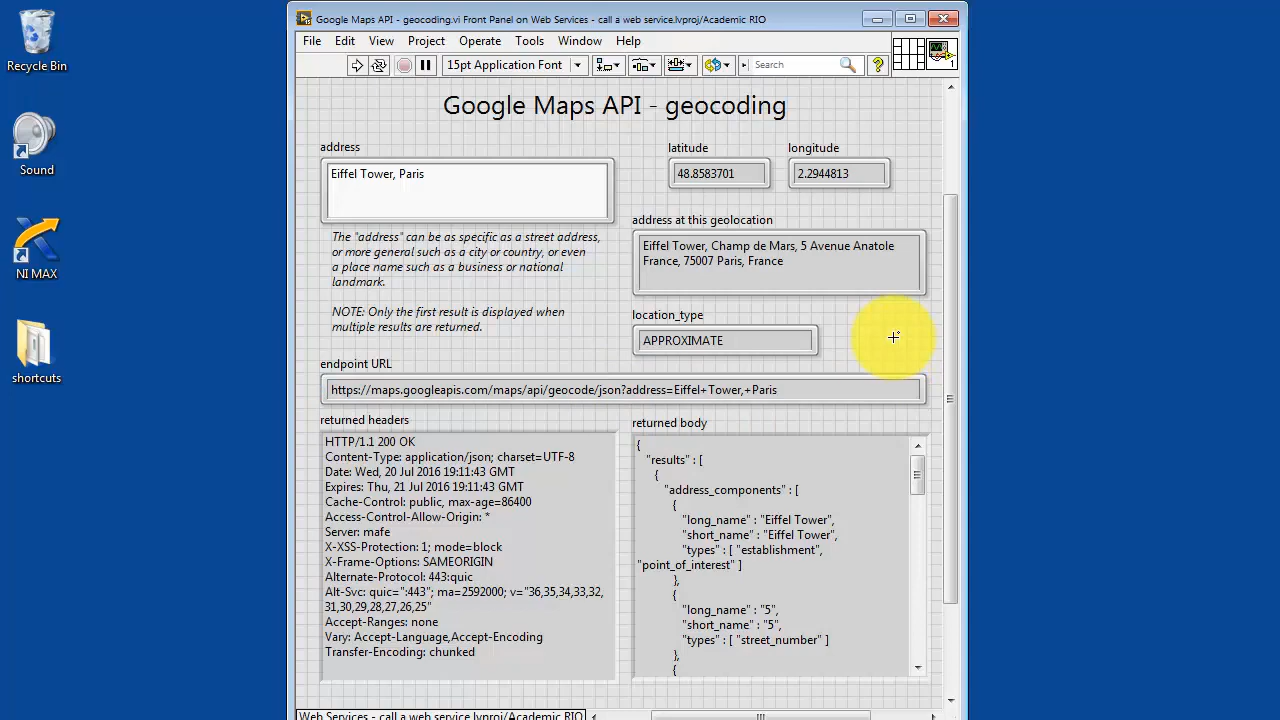 Google Maps API - geocoding.vi Front Panel on Web Services - call a web service.lvproj/Academic RIO
File Edit View Project Operate Tools Window Help
15pt Application Font
Search
?
1
Recycle Bin
Sound
NI MAX
shortcuts
Google Maps API - geocoding
address
Eiffel Tower, Paris
The "address" can be as specific as a street address,
or more general such as a city or country, or even
a place name such as a business or national
landmark.
NOTE: Only the first result is displayed when
multiple results are returned.
latitude
48.8583701
longitude
2.2944813
address at this geolocation
Eiffel Tower, Champ de Mars, 5 Avenue Anatole
France, 75007 Paris, France
location_type
APPROXIMATE
endpoint URL
https://maps.googleapis.com/maps/api/geocode/json?address=Eiffel+Tower,+Paris
returned headers
HTTP/1.1 200 OK
Content-Type: application/json; charset=UTF-8
Date: Wed, 20 Jul 2016 19:11:43 GMT
Expires: Thu, 21 Jul 2016 19:11:43 GMT
Cache-Control: public, max-age=86400
Access-Control-Allow-Origin: *
Server: mafe
X-XSS-Protection: 1; mode=block
X-Frame-Options: SAMEORIGIN
Alternate-Protocol: 443:quic
Alt-Svc: quic=":443"; ma=2592000; v="36,35,34,33,32,
31,30,29,28,27,26,25"
Accept-Ranges: none
Vary: Accept-Language,Accept-Encoding
Transfer-Encoding: chunked
returned body
{
"results" : [
{
"address_components" : [
{
"long_name" : "Eiffel Tower",
"short_name" : "Eiffel Tower",
"types" : [ "establishment",
"point_of_interest" ]
},
{
"long_name" : "5",
"short_name" : "5",
"types" : [ "street_number" ]
},
{
Web Services - call a web service.lvproj/Academic RIO